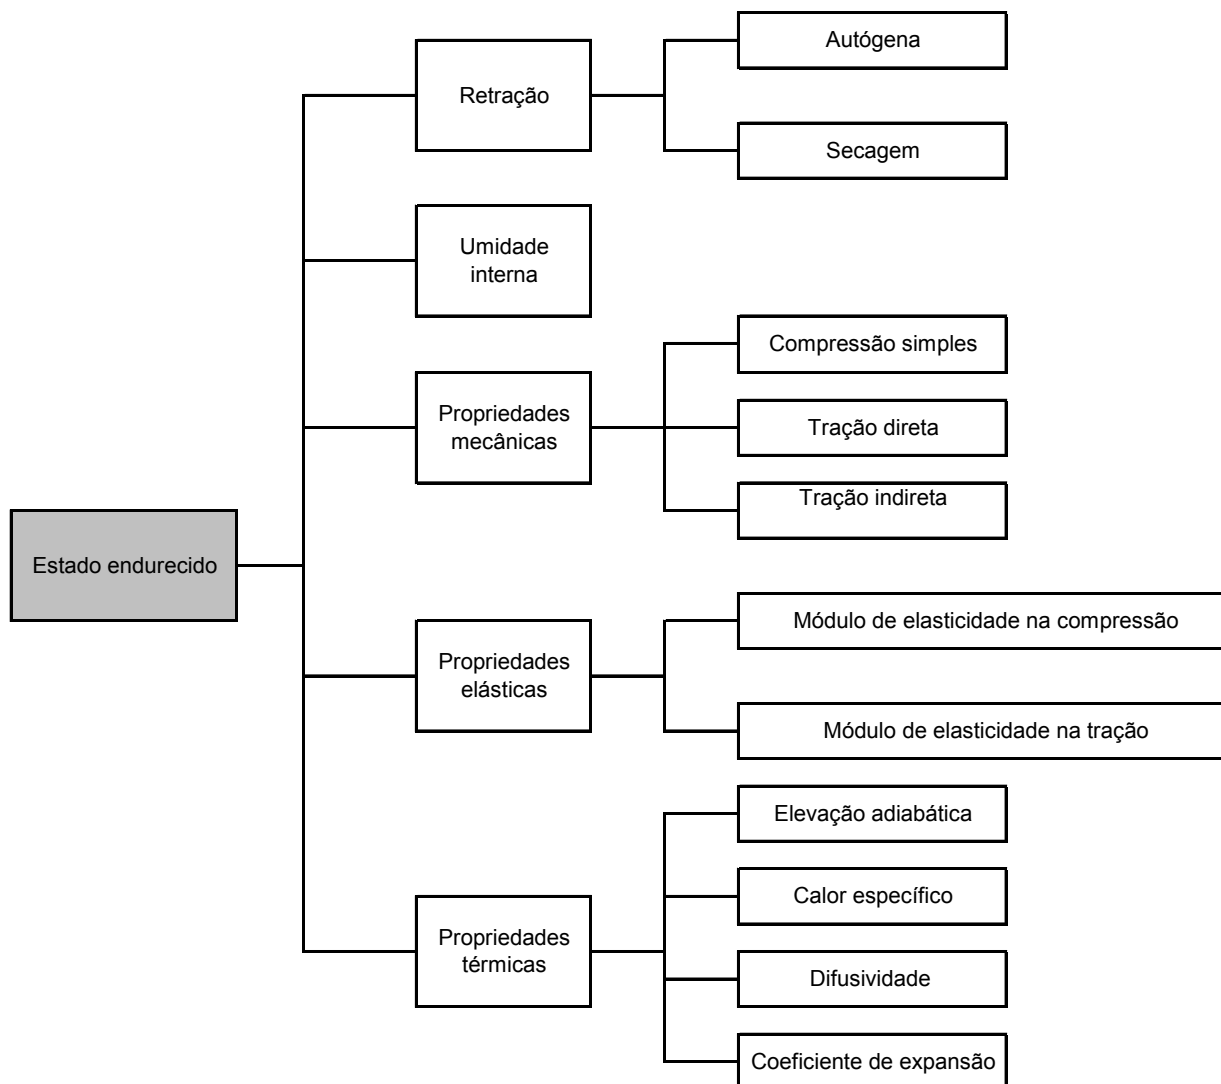 Estado endurecido
Retração
Autógena
Secagem
Umidade
interna
Propriedades
mecânicas
Compressão simples
Tração direta
Tração indireta
Propriedades
elásticas
Módulo de elasticidade na compressão
Módulo de elasticidade na tração
Propriedades
térmicas
Elevação adiabática
Calor específico
Difusividade
Coeficiente de expansão